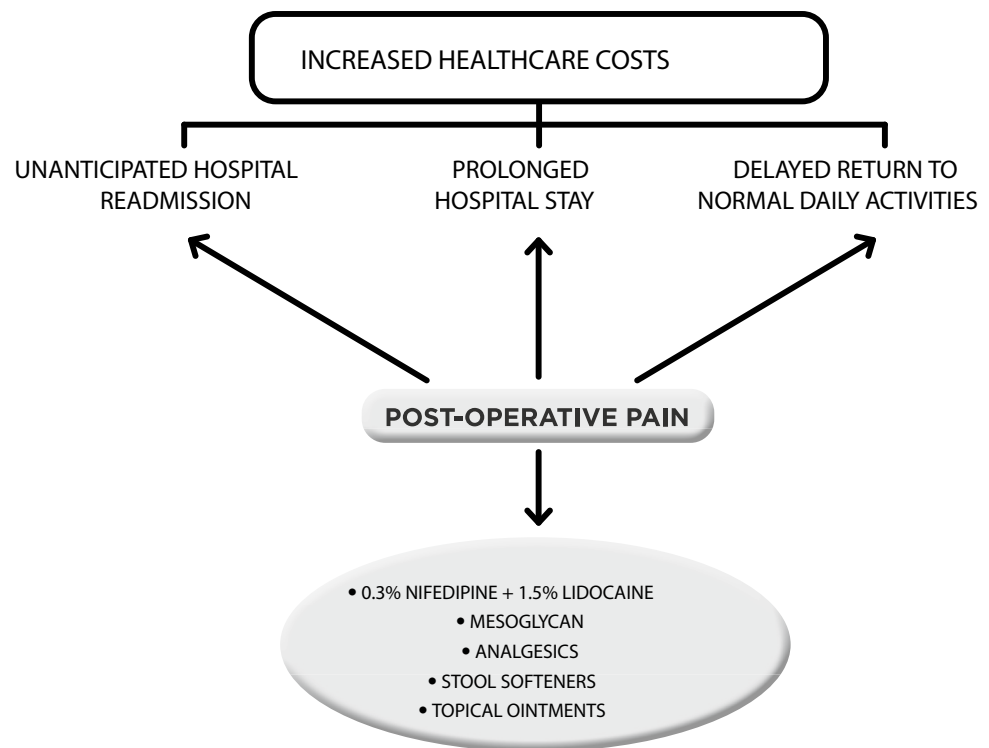 INCREASED HEALTHCARE COSTS
UNANTICIPATED HOSPITAL
READMISSION
PROLONGED
HOSPITAL STAY
DELAYED RETURN TO
NORMAL DAILY ACTIVITIES
POST-OPERATIVE PAIN
• 0.3% NIFEDIPINE + 1.5% LIDOCAINE
• MESOGLYCAN
• ANALGESICS
• STOOL SOFTENERS
• TOPICAL OINTMENTS